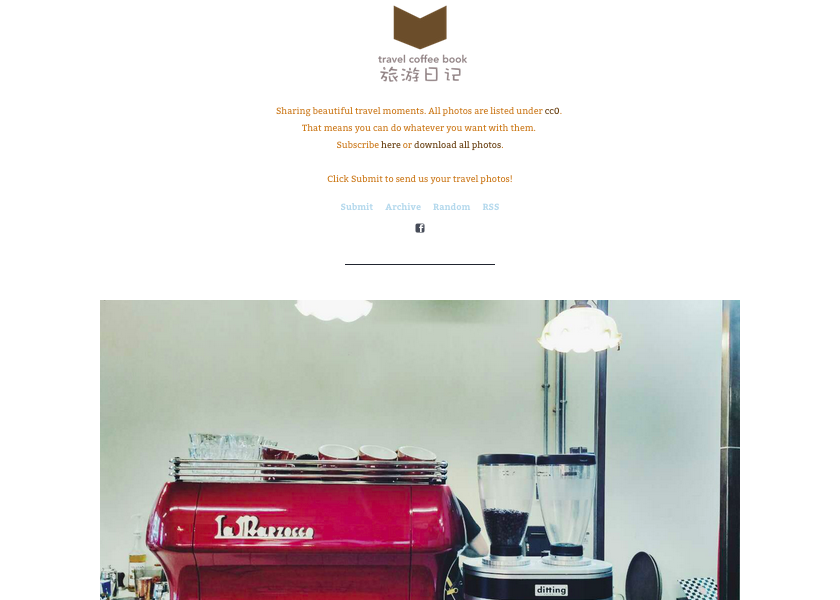 travel coffee book
旅游日记
Sharing beautiful travel moments. All photos are listed under cc0.
That means you can do whatever you want with them.
Subscribe here or download all photos.
Click Submit to send us your travel photos!
Submit Archive Random RSS
La Marzocco
ditting